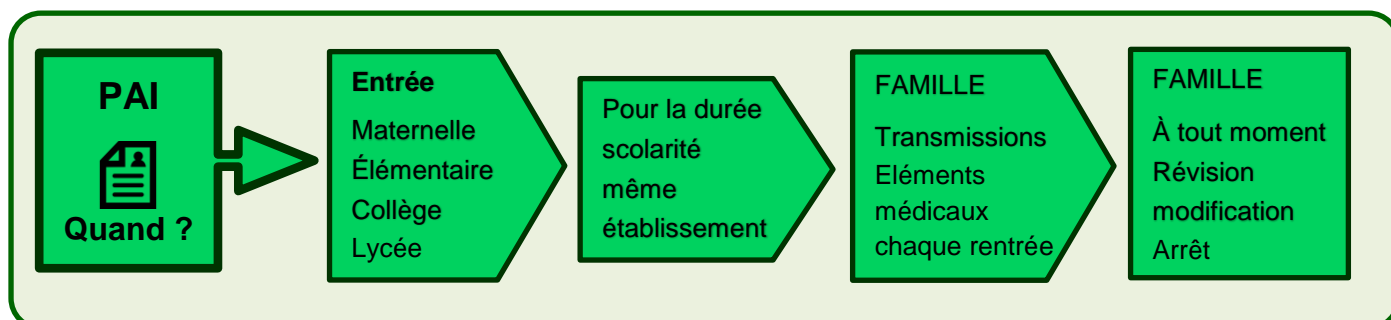 PAI
Quand ?
Entrée
Maternelle
Élémentaire
Collège
Lycée
Pour la durée
scolarité
même
établissement
FAMILLE
Transmissions
Eléments
médicaux
chaque rentrée
FAMILLE
À tout moment
Révision
modification
Arrêt